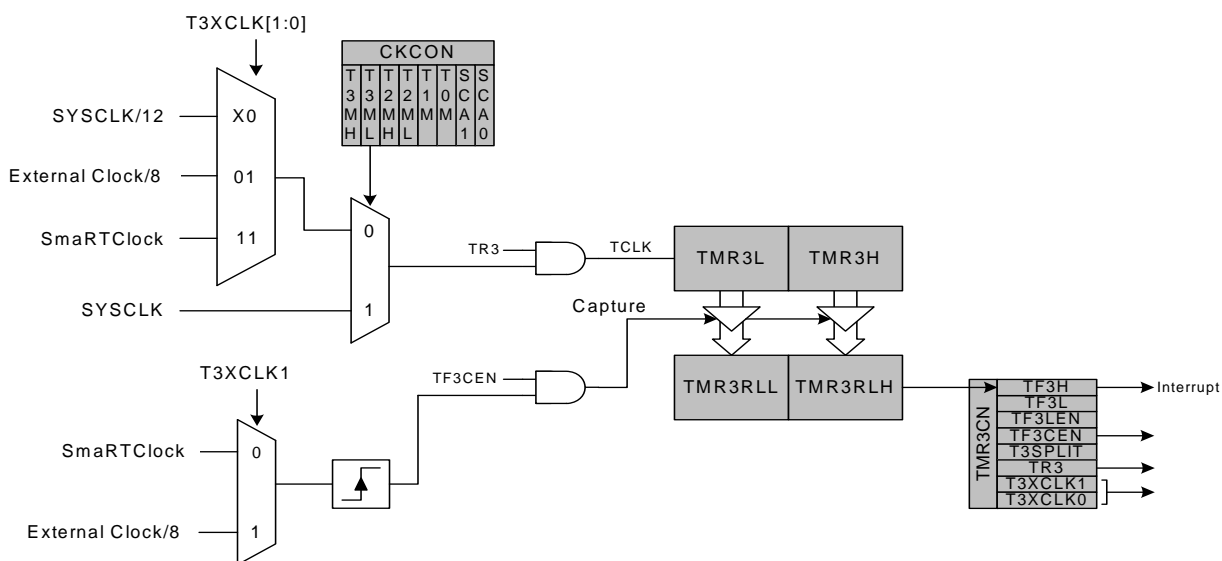 T3XCLK[1:0]
SYSCLK/12
X0
External Clock/8
01
SmaRTClock
11
SYSCLK
CKCON
T3MH
T3ML
T2MH
T2ML
T1M
T0M
SCA1
SCA0
0
1
TR3
TCLK
TMR3L
TMR3H
Capture
TF3CEN
TMR3RLL
TMR3RLH
T3XCLK1
SmaRTClock
0
External Clock/8
1
TMR3CN
TF3H
TF3L
TF3LEN
TF3CEN
T3SPLIT
TR3
T3XCLK1
T3XCLK0
Interrupt